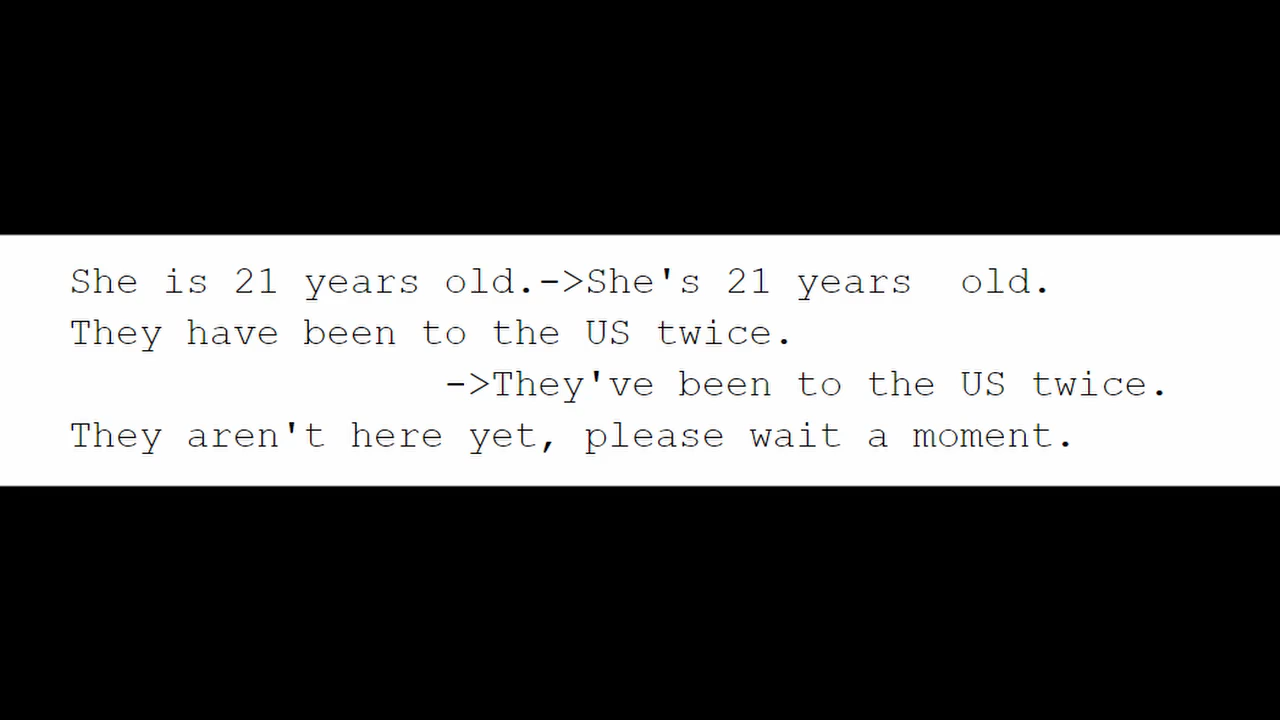 She is 21 years old.->She's 21 years  old.
They have been to the US twice.
->They've been to the US twice.
They aren't here yet, please wait a moment.